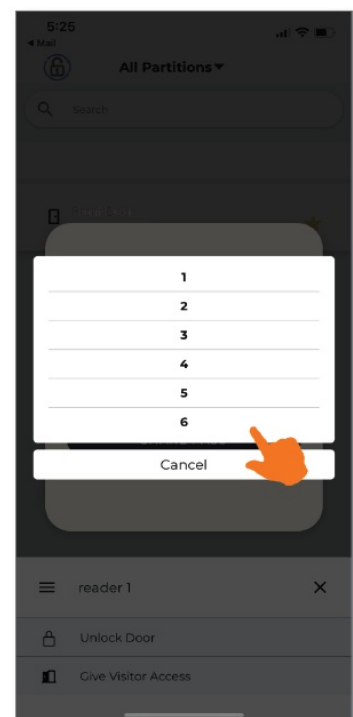 5:25
Mail
All Partitions
Search
1
2
3
4
5
6
Cancel
reader 1
Unlock Door
Give Visitor Access